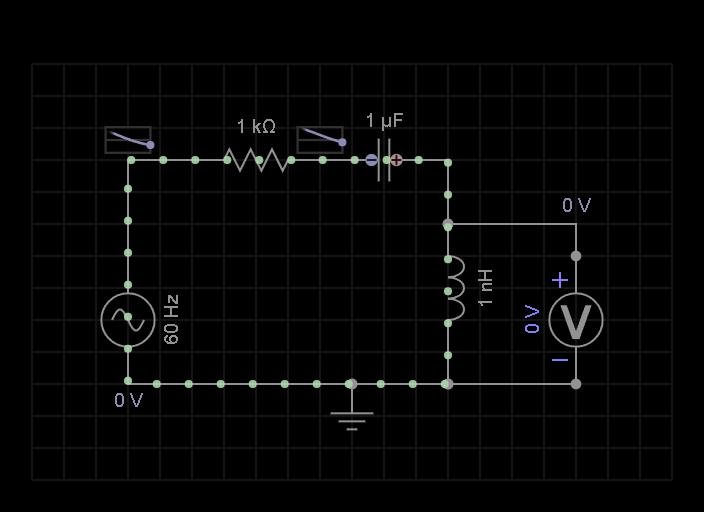 1 kΩ
1 µF
0 V
1 nH
+
0 V
V
60 Hz
0 V